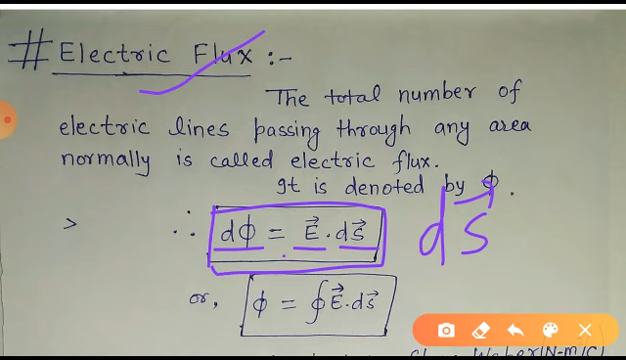 # Electric Flux :-
The total number of
electric lines passing through any area
normally is called electric flux.
It is denoted by ϕ.
∴ dϕ = E⃗ . ds⃗
ds
or, ϕ = ∮E⃗.ds⃗